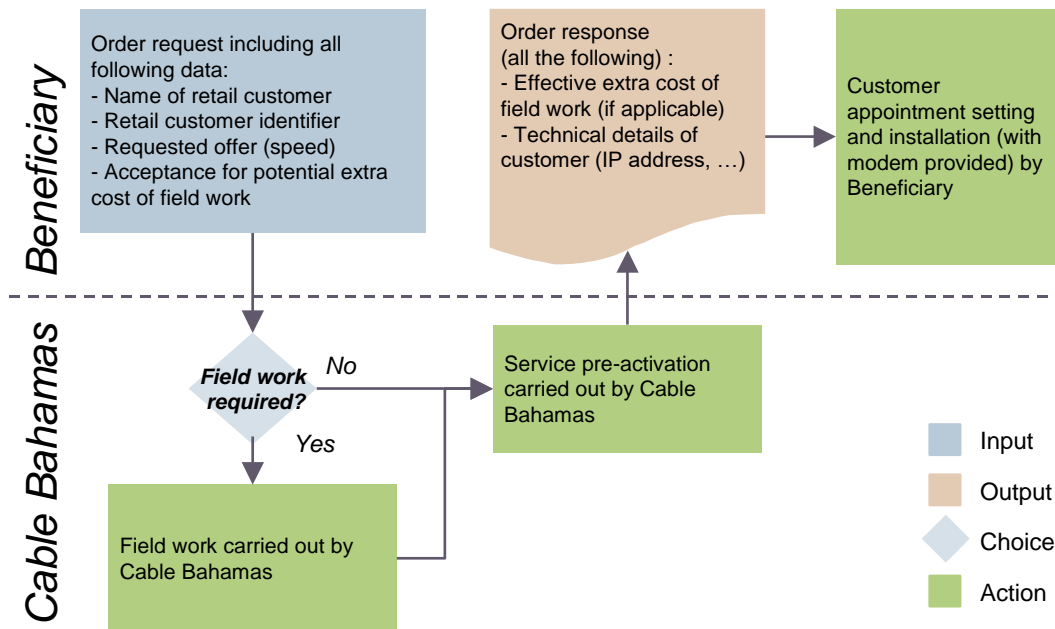 Beneficiary
Order request including all
following data:
- Name of retail customer
- Retail customer identifier
- Requested offer (speed)
- Acceptance for potential extra
cost of field work
Order response
(all the following) :
- Effective extra cost of
field work (if applicable)
- Technical details of
customer (IP address, …)
Customer
appointment setting
and installation (with
modem provided) by
Beneficiary
Cable Bahamas
Field work
required?
No
Yes
Service pre-activation
carried out by Cable
Bahamas
Field work carried out by
Cable Bahamas
Input
Output
Choice
Action